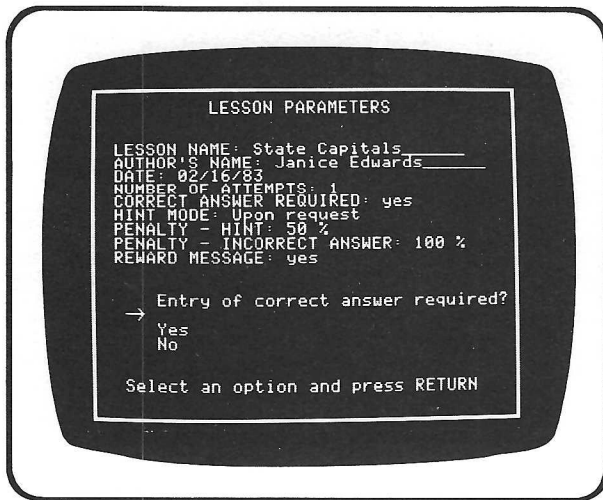 LESSON PARAMETERS
LESSON NAME: State Capitals______
AUTHOR'S NAME: Janice Edwards______
DATE: 02/16/83
NUMBER OF ATTEMPTS: 1
CORRECT ANSWER REQUIRED: yes
HINT MODE: Upon request
PENALTY - HINT: 50 %
PENALTY - INCORRECT ANSWER: 100 %
REWARD MESSAGE: yes
Entry of correct answer required?
→
Yes
No
Select an option and press RETURN